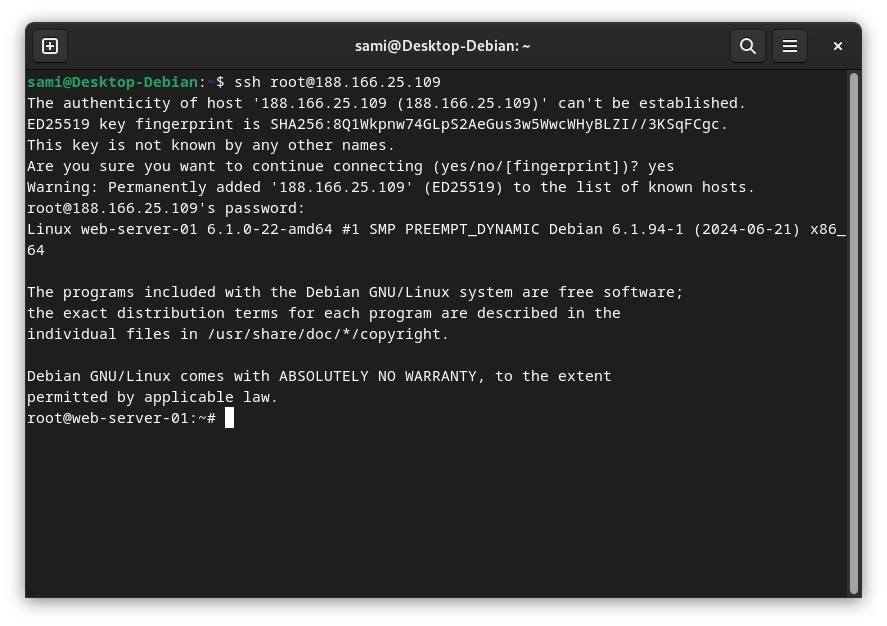 sami@Desktop-Debian: ~
sami@Desktop-Debian:~$ ssh root@188.166.25.109
The authenticity of host '188.166.25.109 (188.166.25.109)' can't be established.
ED25519 key fingerprint is SHA256:8Q1Wkpnw74GLpS2AeGus3w5WwcWHyBLZI//3KSqFCgc.
This key is not known by any other names.
Are you sure you want to continue connecting (yes/no/[fingerprint])? yes
Warning: Permanently added '188.166.25.109' (ED25519) to the list of known hosts.
root@188.166.25.109's password:
Linux web-server-01 6.1.0-22-amd64 #1 SMP PREEMPT_DYNAMIC Debian 6.1.94-1 (2024-06-21) x86_
64
The programs included with the Debian GNU/Linux system are free software;
the exact distribution terms for each program are described in the
individual files in /usr/share/doc/*/copyright.
Debian GNU/Linux comes with ABSOLUTELY NO WARRANTY, to the extent
permitted by applicable law.
root@web-server-01:~#